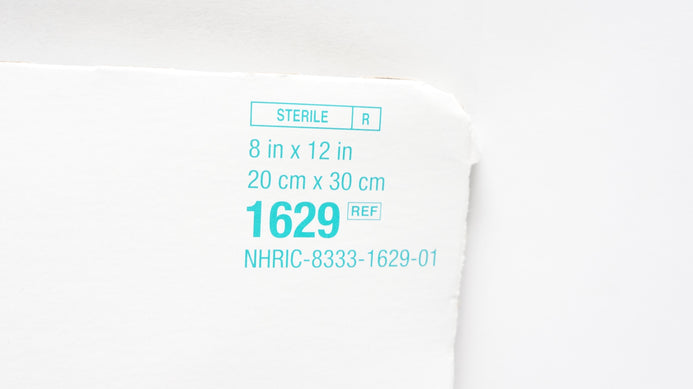 STERILE R
8 in x 12 in
20 cm x 30 cm
1629 REF
NHRIC-8333-1629-01